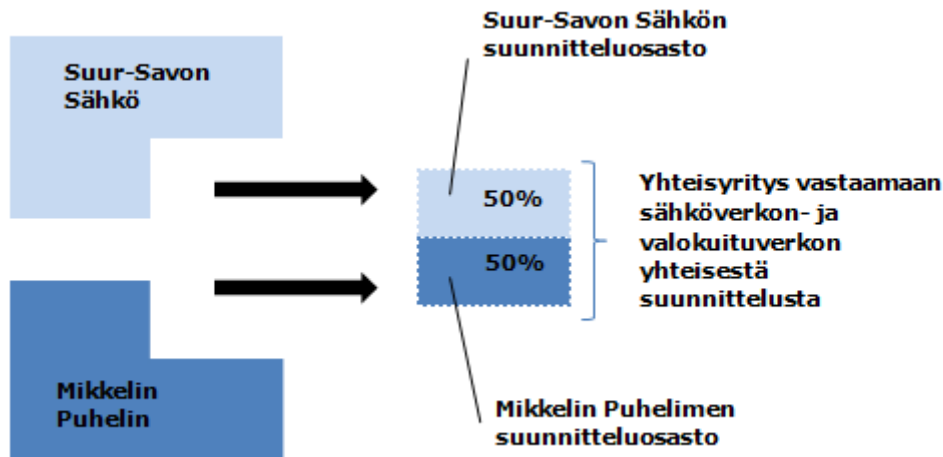 Suur-Savon
Sähkö
Suur-Savon Sähkön
suunnitteluosasto
50%
50%
Yhteisyritys vastaamaan
sähköverkon- ja
valokuituverkon
yhteisestä
suunnittelusta
Mikkelin
Puhelin
Mikkelin Puhelimen
suunnitteluosasto